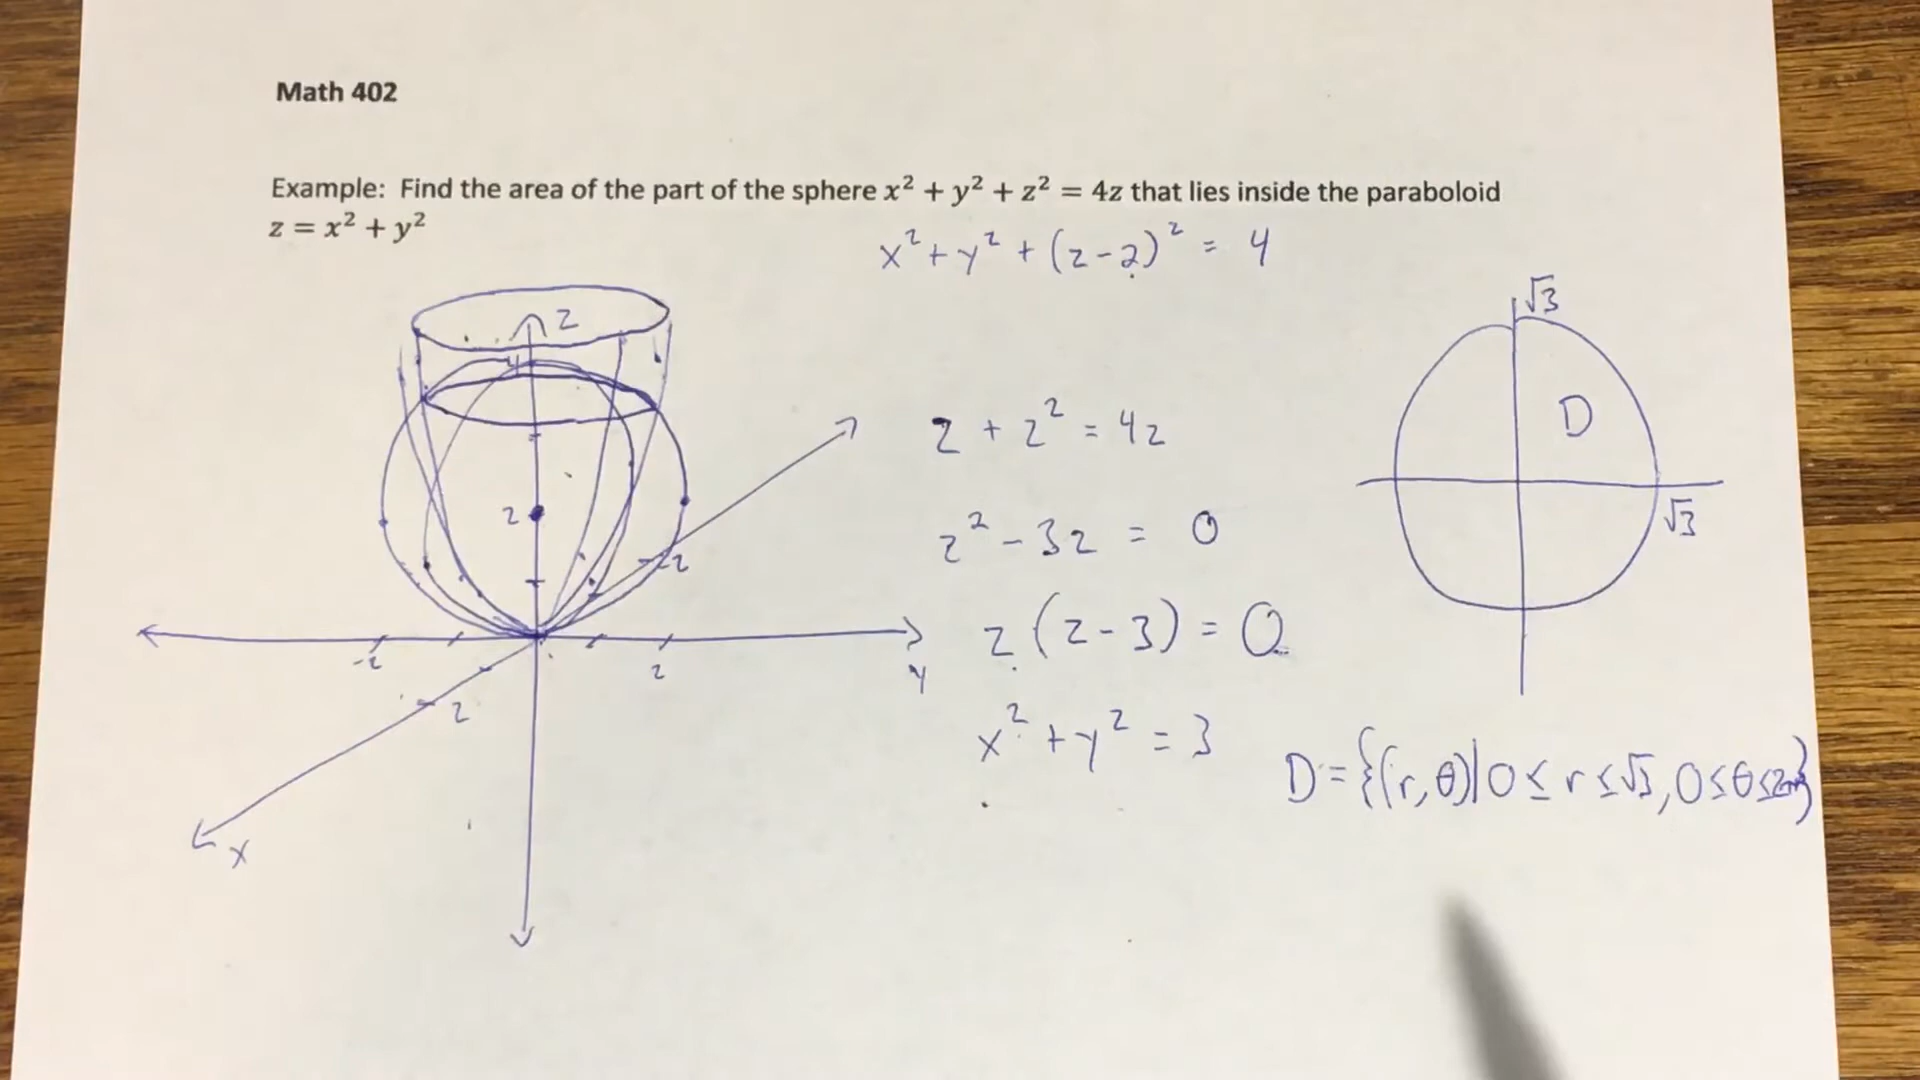 Math 402
Example: Find the area of the part of the sphere x² + y² + z² = 4z that lies inside the paraboloid
z = x² + y²
x² + y² + (z - 2)² = 4
z
4
2
2
-2
2
y
2
x
z + z² = 4z
z² - 3z = 0
z (z - 3) = 0
x² + y² = 3
√3
D
√3
D = {(r, θ) | 0 ≤ r ≤ √3, 0 ≤ θ ≤ 2π}